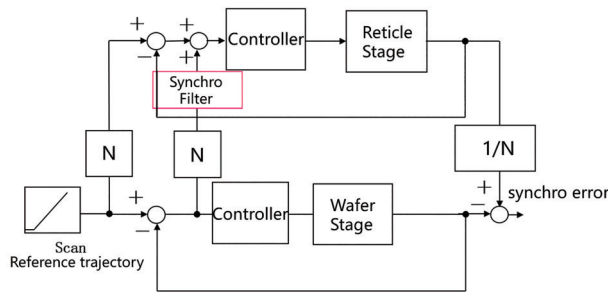 +
+
Controller
Reticle
Stage
−
+
Synchro
Filter
N
N
1/N
+
synchro error
+
Controller
Wafer
Stage
−
−
Scan
Reference trajectory